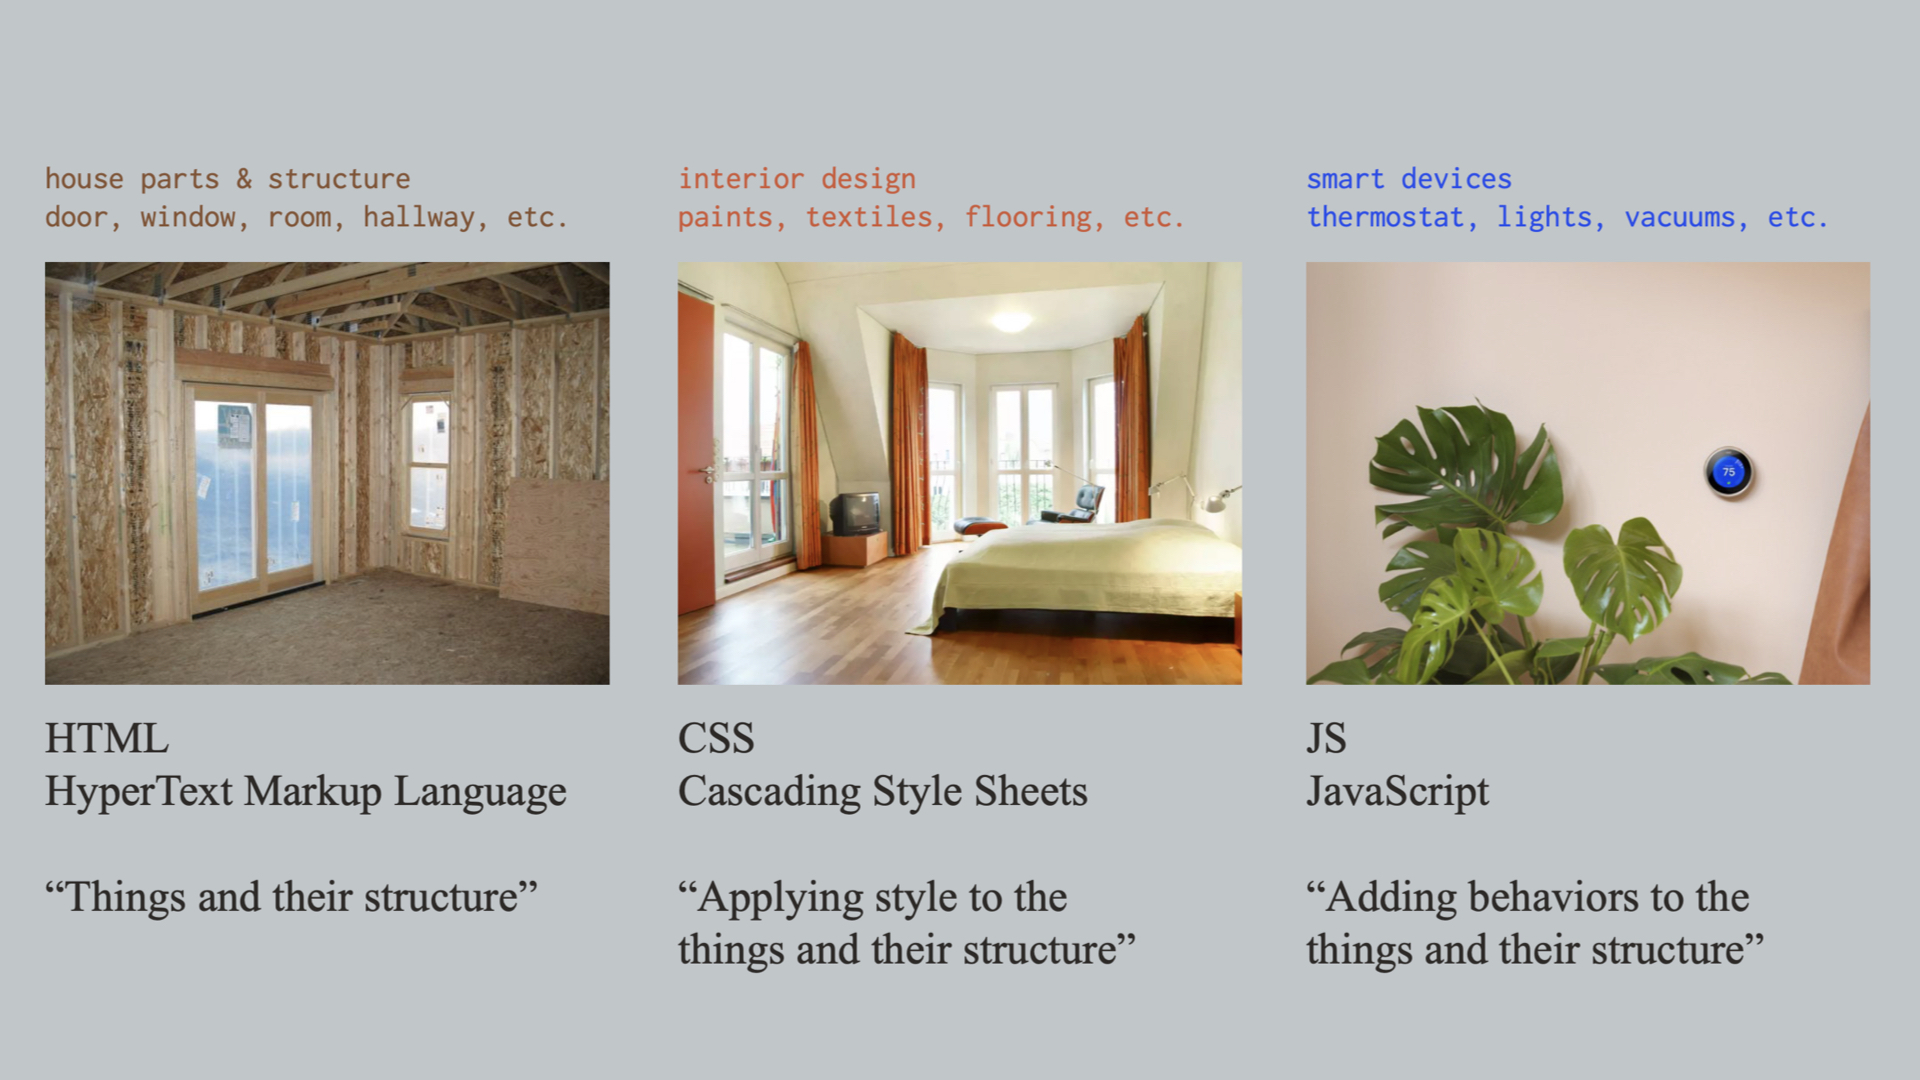 house parts & structure
door, window, room, hallway, etc.
interior design
paints, textiles, flooring, etc.
smart devices
thermostat, lights, vacuums, etc.
75
HTML
HyperText Markup Language
“Things and their structure”
CSS
Cascading Style Sheets
“Applying style to the
things and their structure”
JS
JavaScript
“Adding behaviors to the
things and their structure”